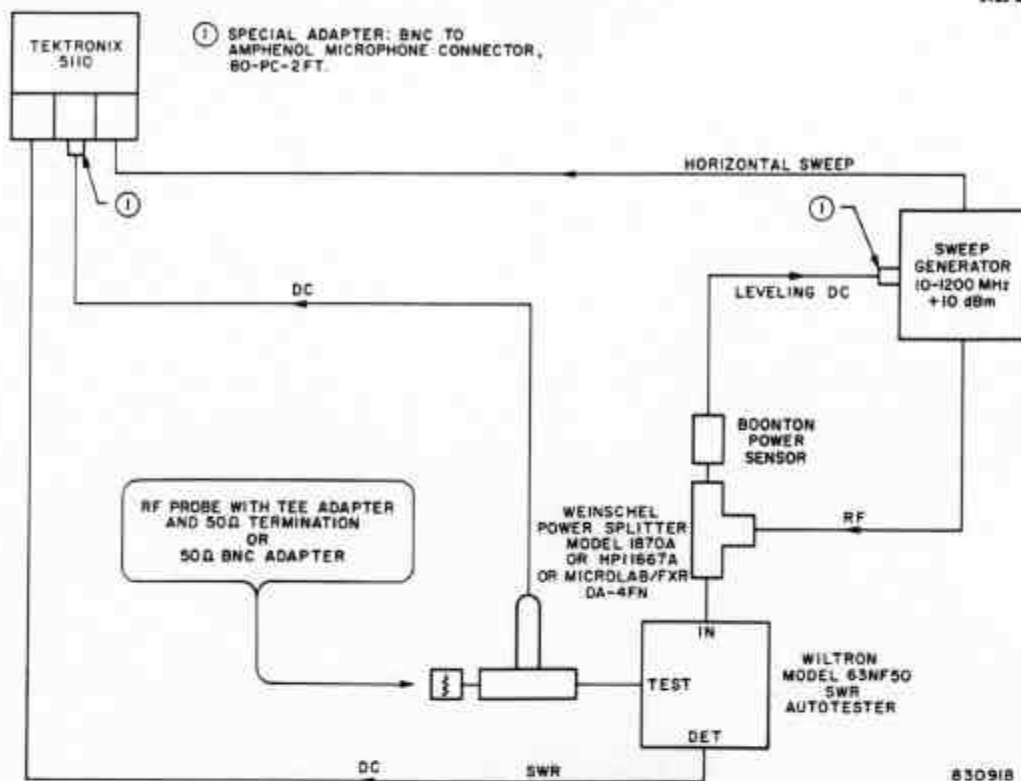 TEKTRONIX
5110
① SPECIAL ADAPTER: BNC TO
AMPHENOL MICROPHONE CONNECTOR,
80-PC-2FT.
①
HORIZONTAL SWEEP
①
SWEEP
GENERATOR
10-1200 MHz
+10 dBm
DC
LEVELING DC
BOONTON
POWER
SENSOR
RF PROBE WITH TEE ADAPTER
AND 50Ω TERMINATION
OR
50Ω BNC ADAPTER
WEINSCHEL
POWER SPLITTER
MODEL 1870A
OR HP11667A
OR MICROLAB/FXR
DA-4FN
RF
IN
TEST
WILTRON
MODEL 63NF50
SWR
AUTOTESTER
DET
DC
SWR
830918